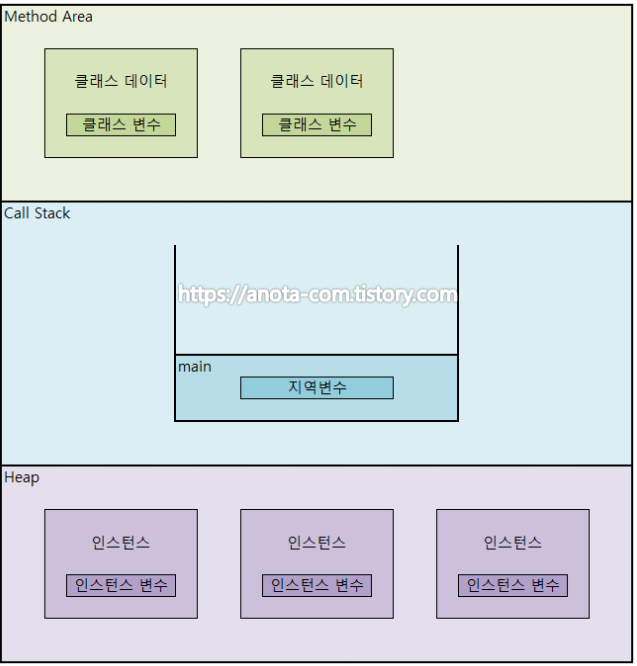 Method Area
클래스 데이터
클래스 데이터
클래스 변수
클래스 변수
Call Stack
https://anota-com.tistory.com
main
지역변수
Heap
인스턴스
인스턴스
인스턴스
인스턴스 변수
인스턴스 변수
인스턴스 변수